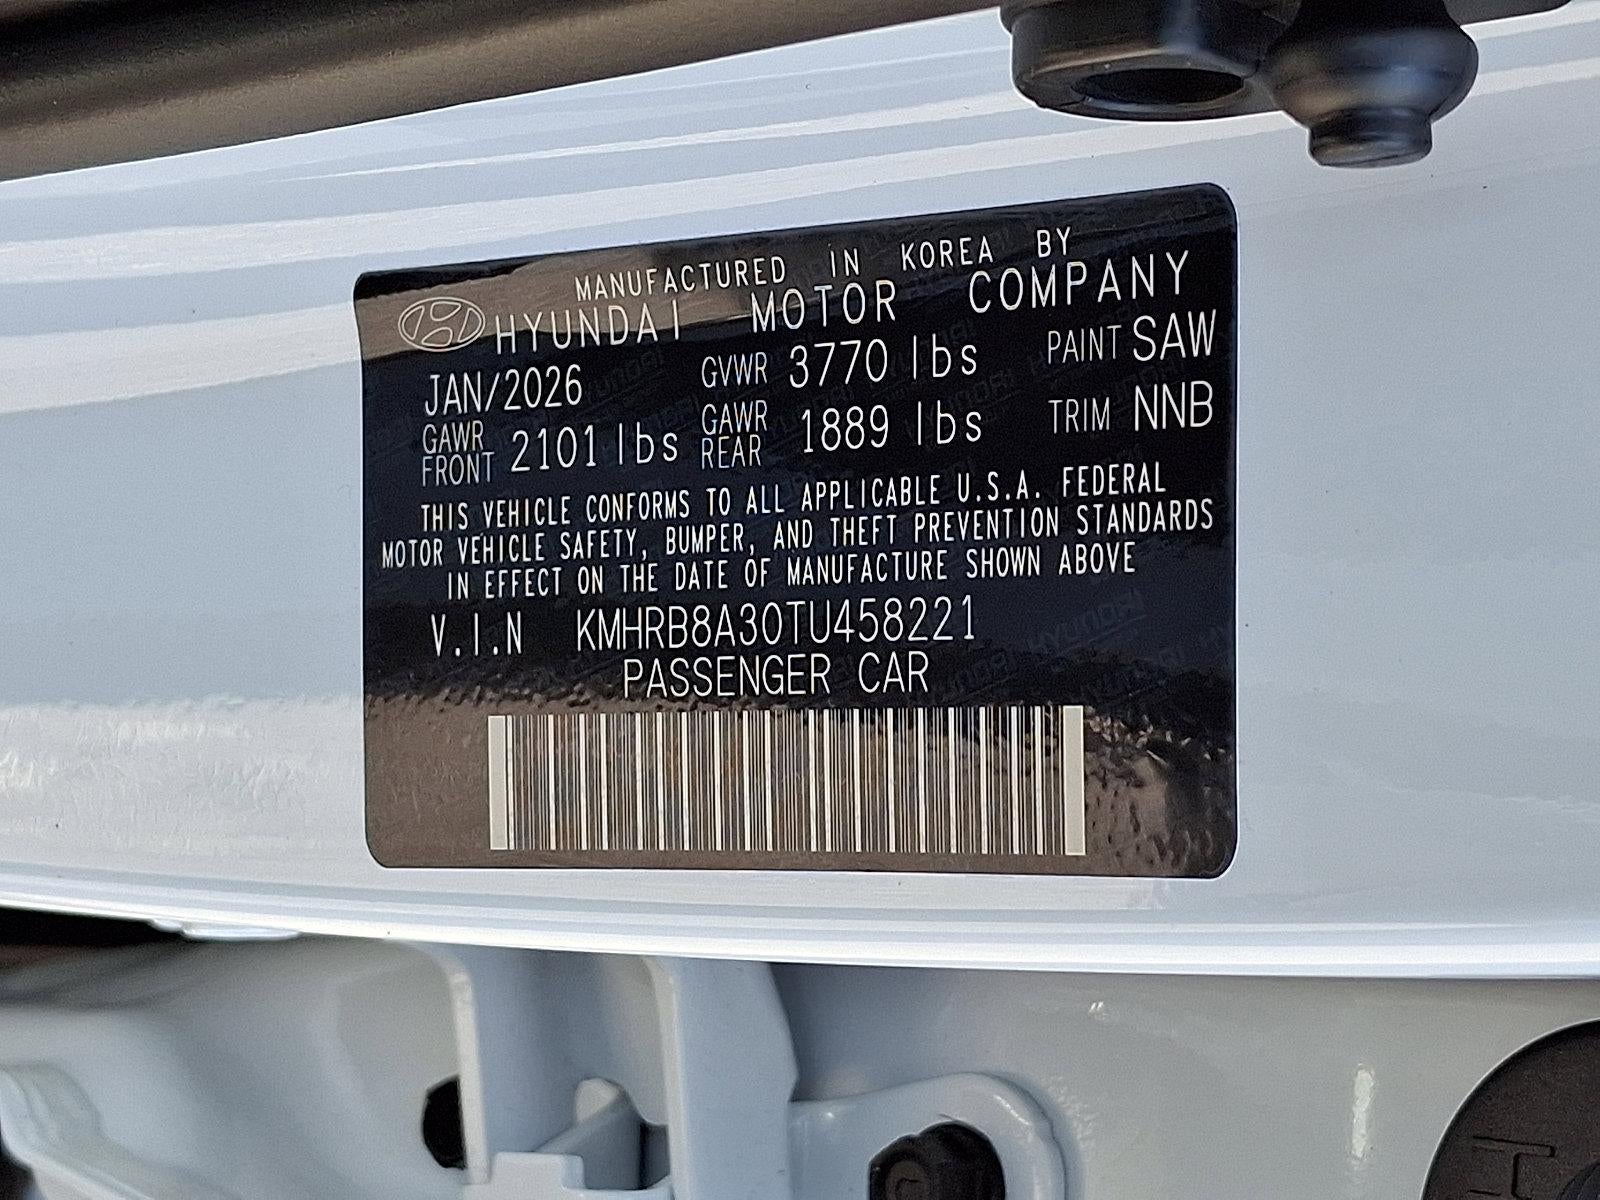 MANUFACTURED IN KOREA BY
HYUNDAI MOTOR COMPANY
JAN/2026 GVWR 3770 lbs PAINT SAW
GAWR FRONT 2101 lbs GAWR REAR 1889 lbs TRIM NNB
THIS VEHICLE CONFORMS TO ALL APPLICABLE U.S.A. FEDERAL
MOTOR VEHICLE SAFETY, BUMPER, AND THEFT PREVENTION STANDARDS
IN EFFECT ON THE DATE OF MANUFACTURE SHOWN ABOVE
V.I.N KMHRB8A30TU458221
PASSENGER CAR